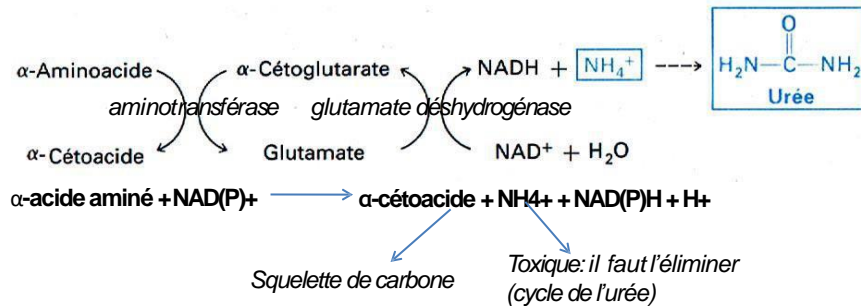 α-Aminoacide α-Cétoglutarate NADH + NH₄⁺ H₂N—C—NH₂
O
Urée
aminotransférase glutamate déshydrogénase
α-Cétoacide Glutamate NAD⁺ + H₂O
α-acide aminé +NAD(P)+ α-cétoacide + NH4+ + NAD(P)H + H+
Squelette de carbone
Toxique: il faut l'éliminer
(cycle de l'urée)